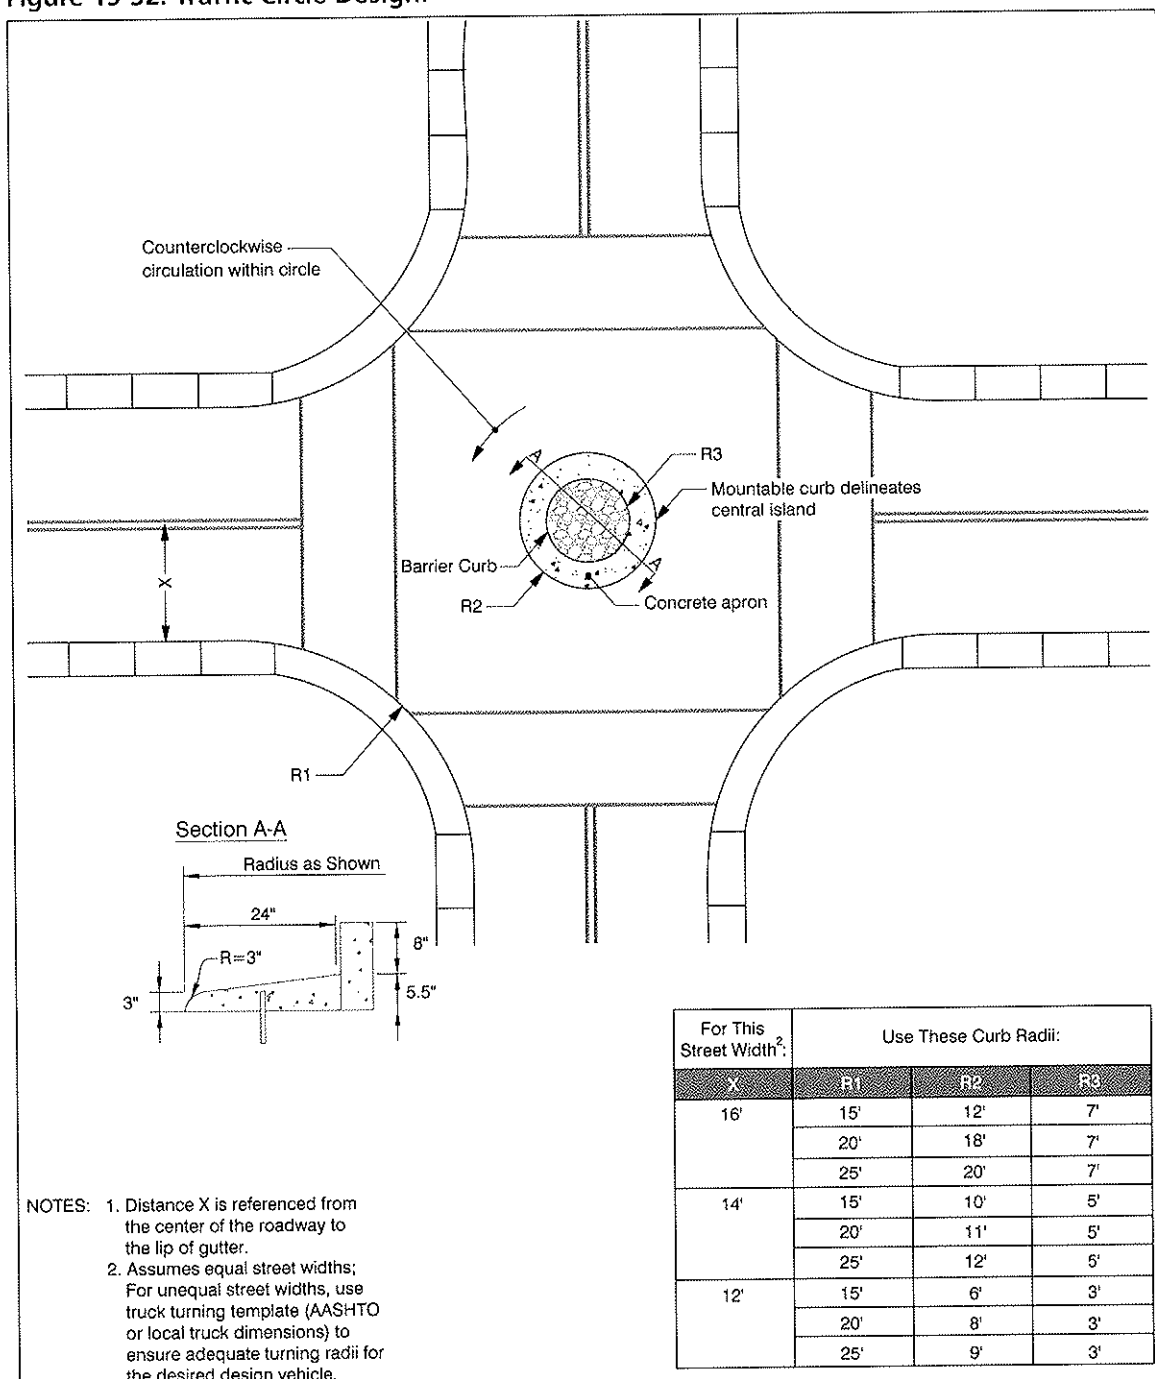 Figure 15-32. Traffic Circle Design.
Counterclockwise
circulation within circle
A
R3
Mountable curb delineates
central island
Barrier Curb
A
R2
Concrete apron
X
R1
Section A-A
Radius as Shown
24"
8"
R=3"
3"
5.5"
For This
Street Width²:
Use These Curb Radii:
X R1 R2 R3
16' 15' 12' 7'
20' 18' 7'
25' 20' 7'
14' 15' 10' 5'
20' 11' 5'
25' 12' 5'
12' 15' 6' 3'
20' 8' 3'
25' 9' 3'
NOTES: 1. Distance X is referenced from
the center of the roadway to
the lip of gutter.
2. Assumes equal street widths;
For unequal street widths, use
truck turning template (AASHTO
or local truck dimensions) to
ensure adequate turning radii for
the desired design vehicle.